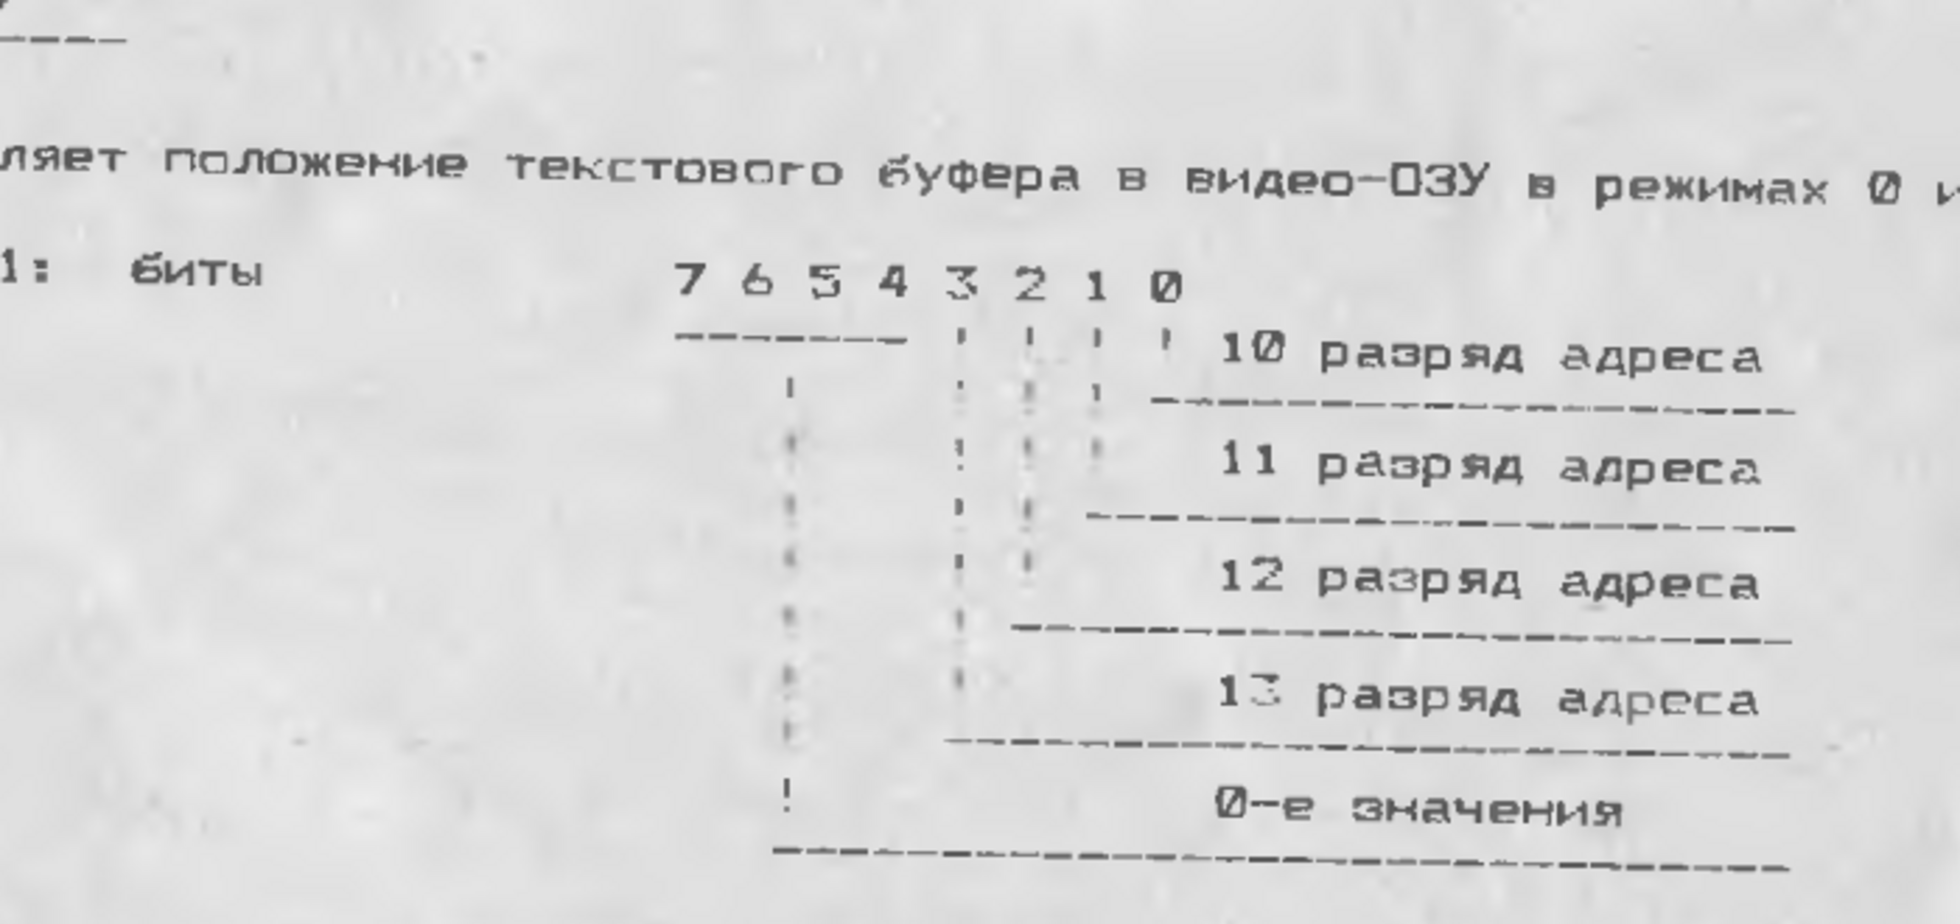 ляет положение текстового буфера в видео-ОЗУ в режимах 0 и
1: биты 7 6 5 4 3 2 1 0
10 разряд адреса
11 разряд адреса
12 разряд адреса
13 разряд адреса
0-е значения